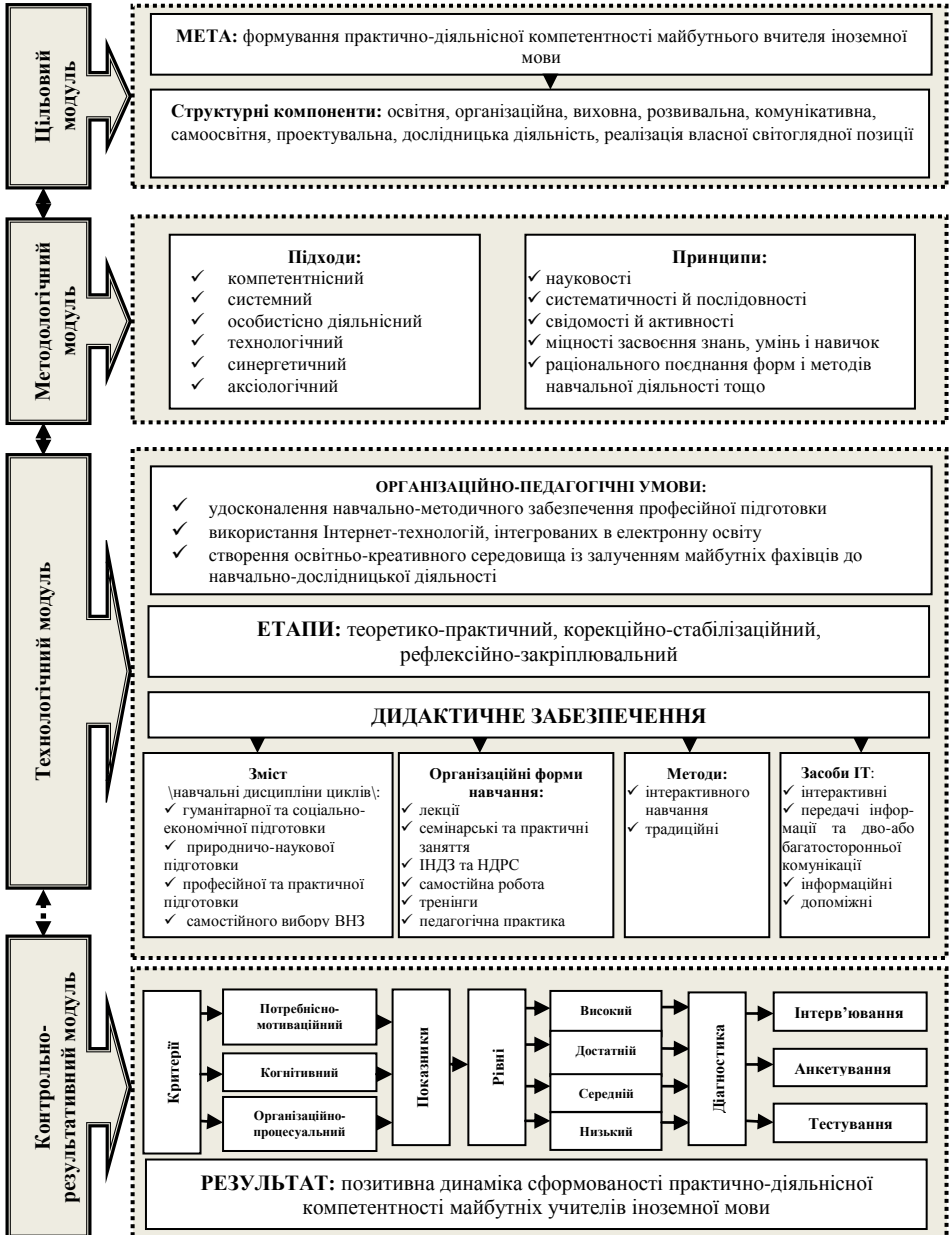 Цільовий
модуль
МЕТА: формування практично-діяльнісної компетентності майбутнього вчителя іноземної
мови
Структурні компоненти: освітня, організаційна, виховна, розвивальна, комунікативна,
самоосвітня, проектувальна, дослідницька діяльність, реалізація власної світоглядної позиції
Методологічний
модуль
Підходи:
✓ компетентнісний
✓ системний
✓ особистісно діяльнісний
✓ технологічний
✓ синергетичний
✓ аксіологічний
Принципи:
✓ науковості
✓ систематичності й послідовності
✓ свідомості й активності
✓ міцності засвоєння знань, умінь і навичок
✓ раціонального поєднання форм і методів
навчальної діяльності тощо
Технологічний модуль
ОРГАНІЗАЦІЙНО-ПЕДАГОГІЧНІ УМОВИ:
✓ удосконалення навчально-методичного забезпечення професійної підготовки
✓ використання Інтернет-технологій, інтегрованих в електронну освіту
✓ створення освітньо-креативного середовища із залученням майбутніх фахівців до
навчально-дослідницької діяльності
ЕТАПИ: теоретико-практичний, корекційно-стабілізаційний,
рефлексійно-закріплювальний
ДИДАКТИЧНЕ ЗАБЕЗПЕЧЕННЯ
Зміст
\навчальні дисципліни циклів\:
✓ гуманітарної та соціально-
економічної підготовки
✓ природничо-наукової
підготовки
✓ професійної та практичної
підготовки
✓ самостійного вибору ВНЗ
Організаційні форми
навчання:
✓ лекції
✓ семінарські та практичні
заняття
✓ ІНДЗ та НДРС
✓ самостійна робота
✓ тренінги
✓ педагогічна практика
Методи:
✓ інтерактивного
навчання
✓ традиційні
Засоби ІТ:
✓ інтерактивні
✓ передачі інфор-
мації та дво-або
багатосторонньої
комунікації
✓ інформаційні
✓ допоміжні
Контрольно-
результативний модуль
Критерії
Потребнісно-
мотиваційний
Когнітивний
Організаційно-
процесуальний
Показники
Рівні
Високий
Достатній
Середній
Низький
Діагностика
Інтерв’ювання
Анкетування
Тестування
РЕЗУЛЬТАТ: позитивна динаміка сформованості практично-діяльнісної
компетентності майбутніх учителів іноземної мови